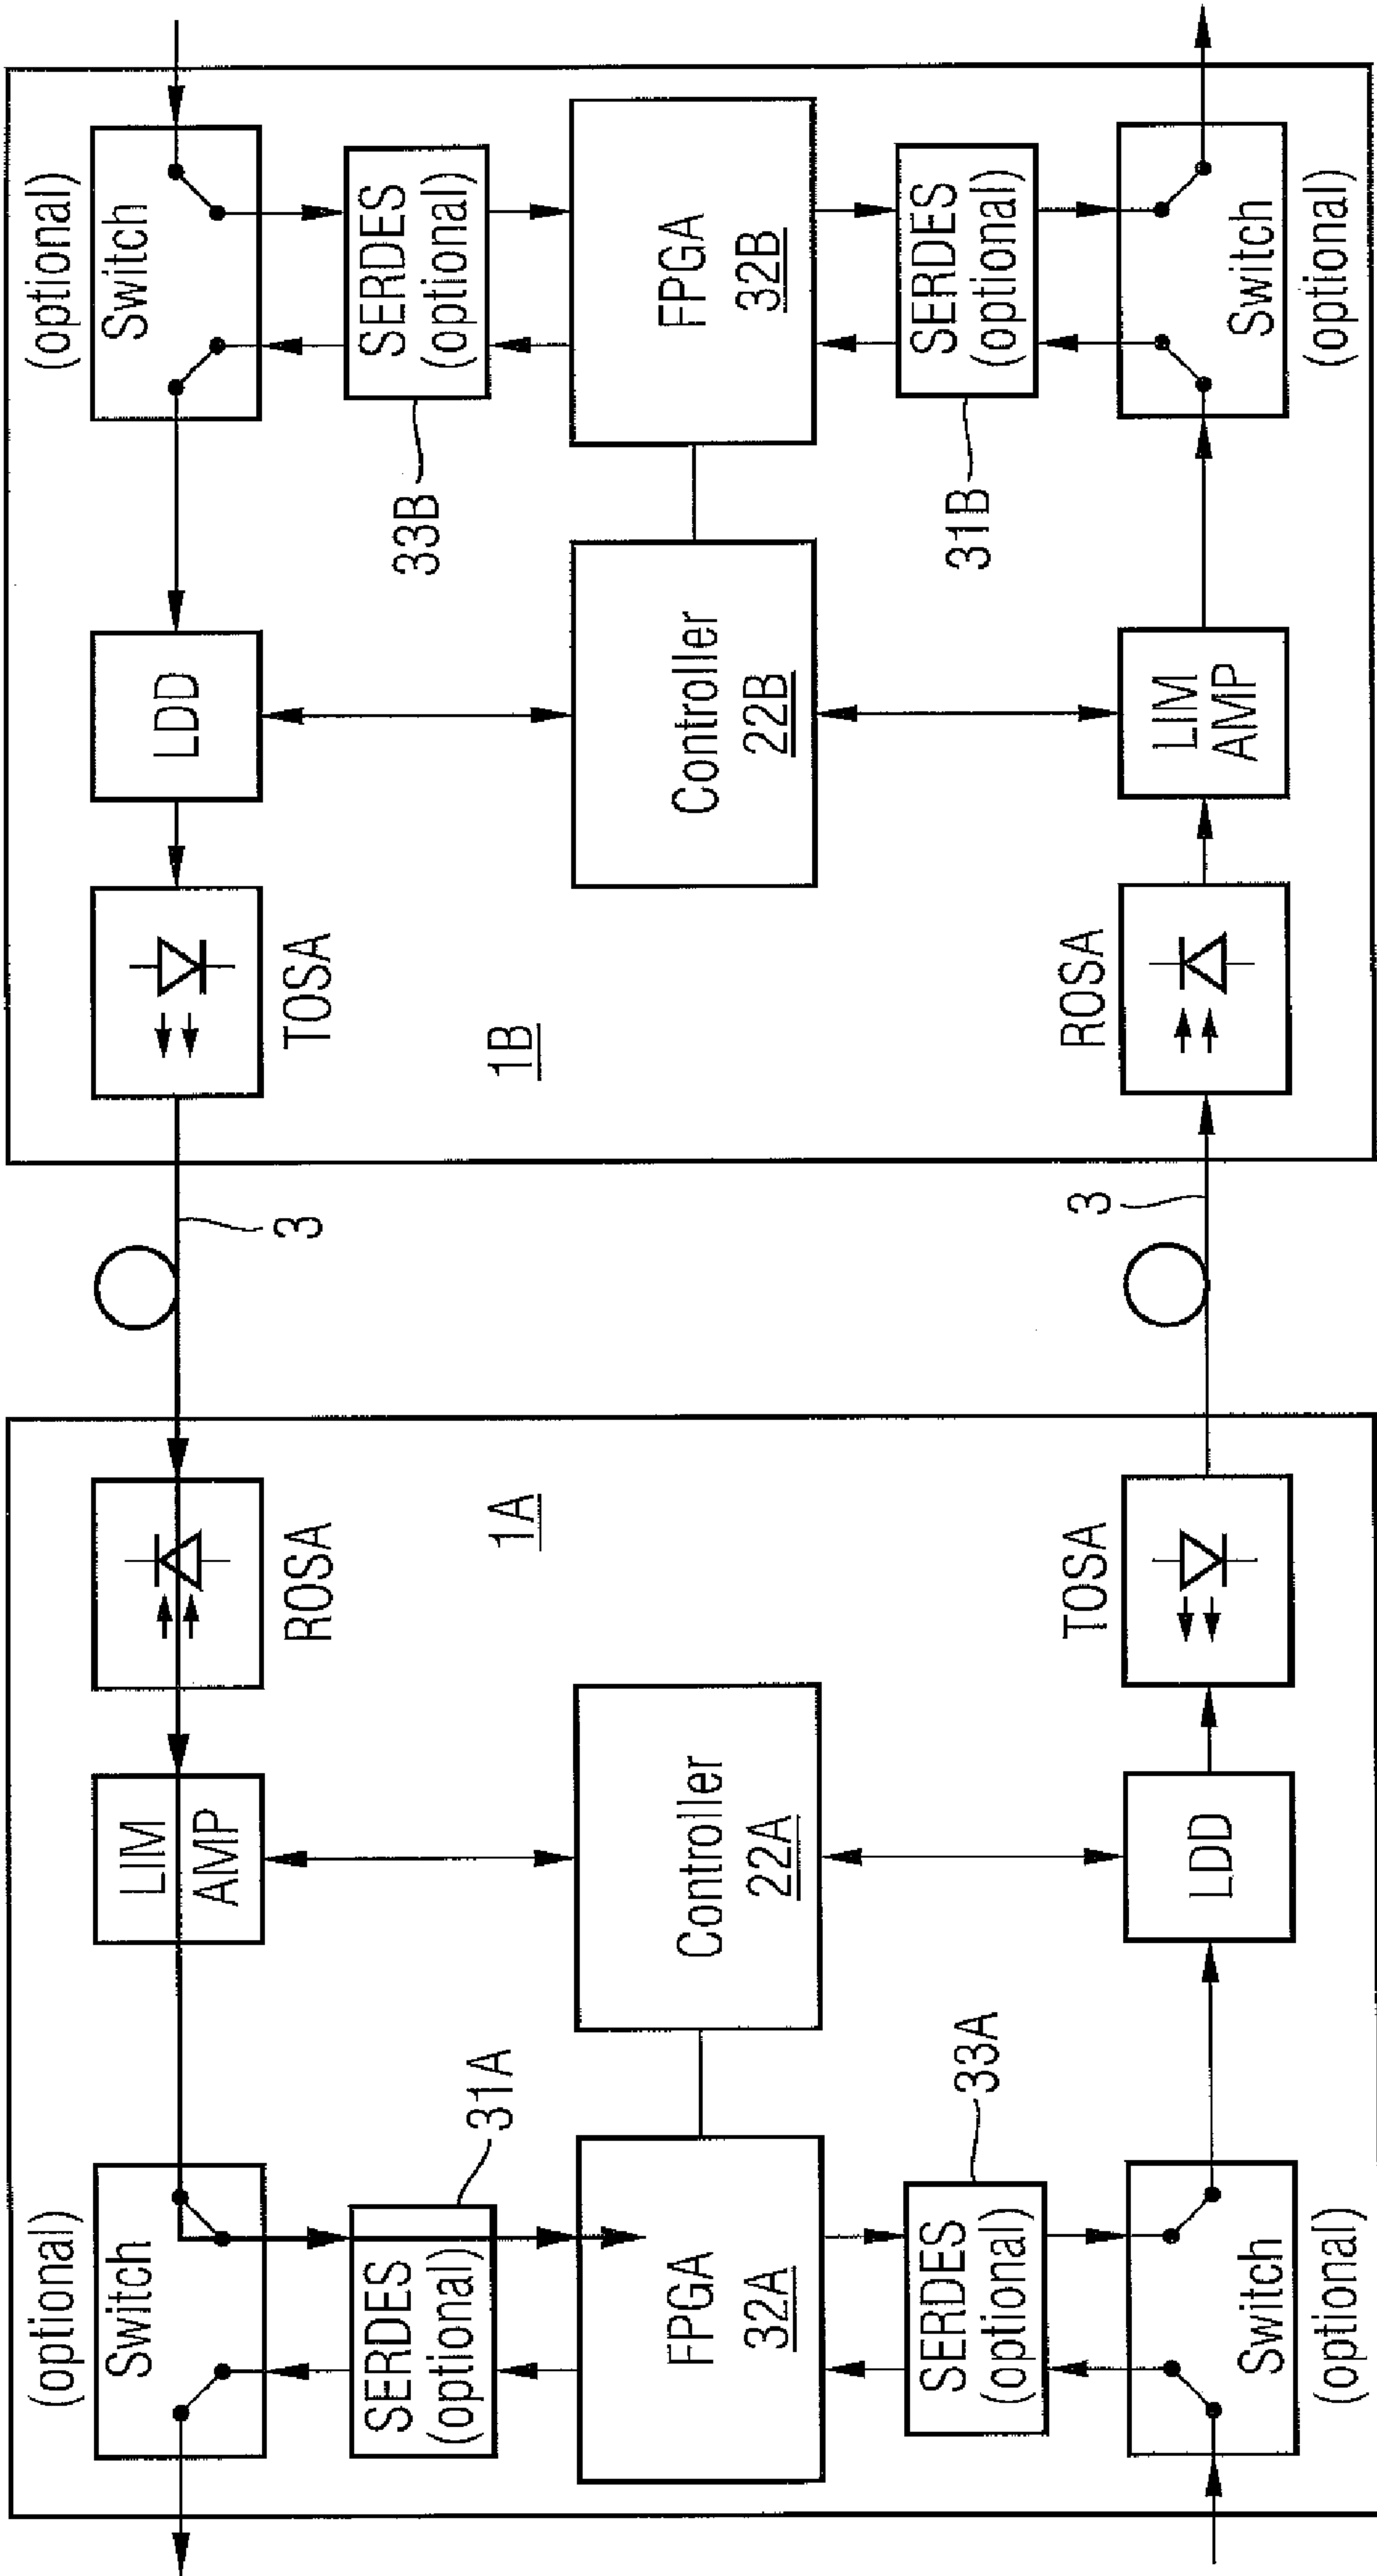 (optional)
Switch
LIM
AMP
ROSA
3
TOSA
LDD
(optional)
Switch
SERDES
(optional)
31A
33B
SERDES
(optional)
FPGA
32A
Controller
22A
1A
1B
Controller
22B
FPGA
32B
SERDES
(optional)
33A
31B
SERDES
(optional)
Switch
(optional)
LDD
TOSA
3
ROSA
LIM
AMP
Switch
(optional)